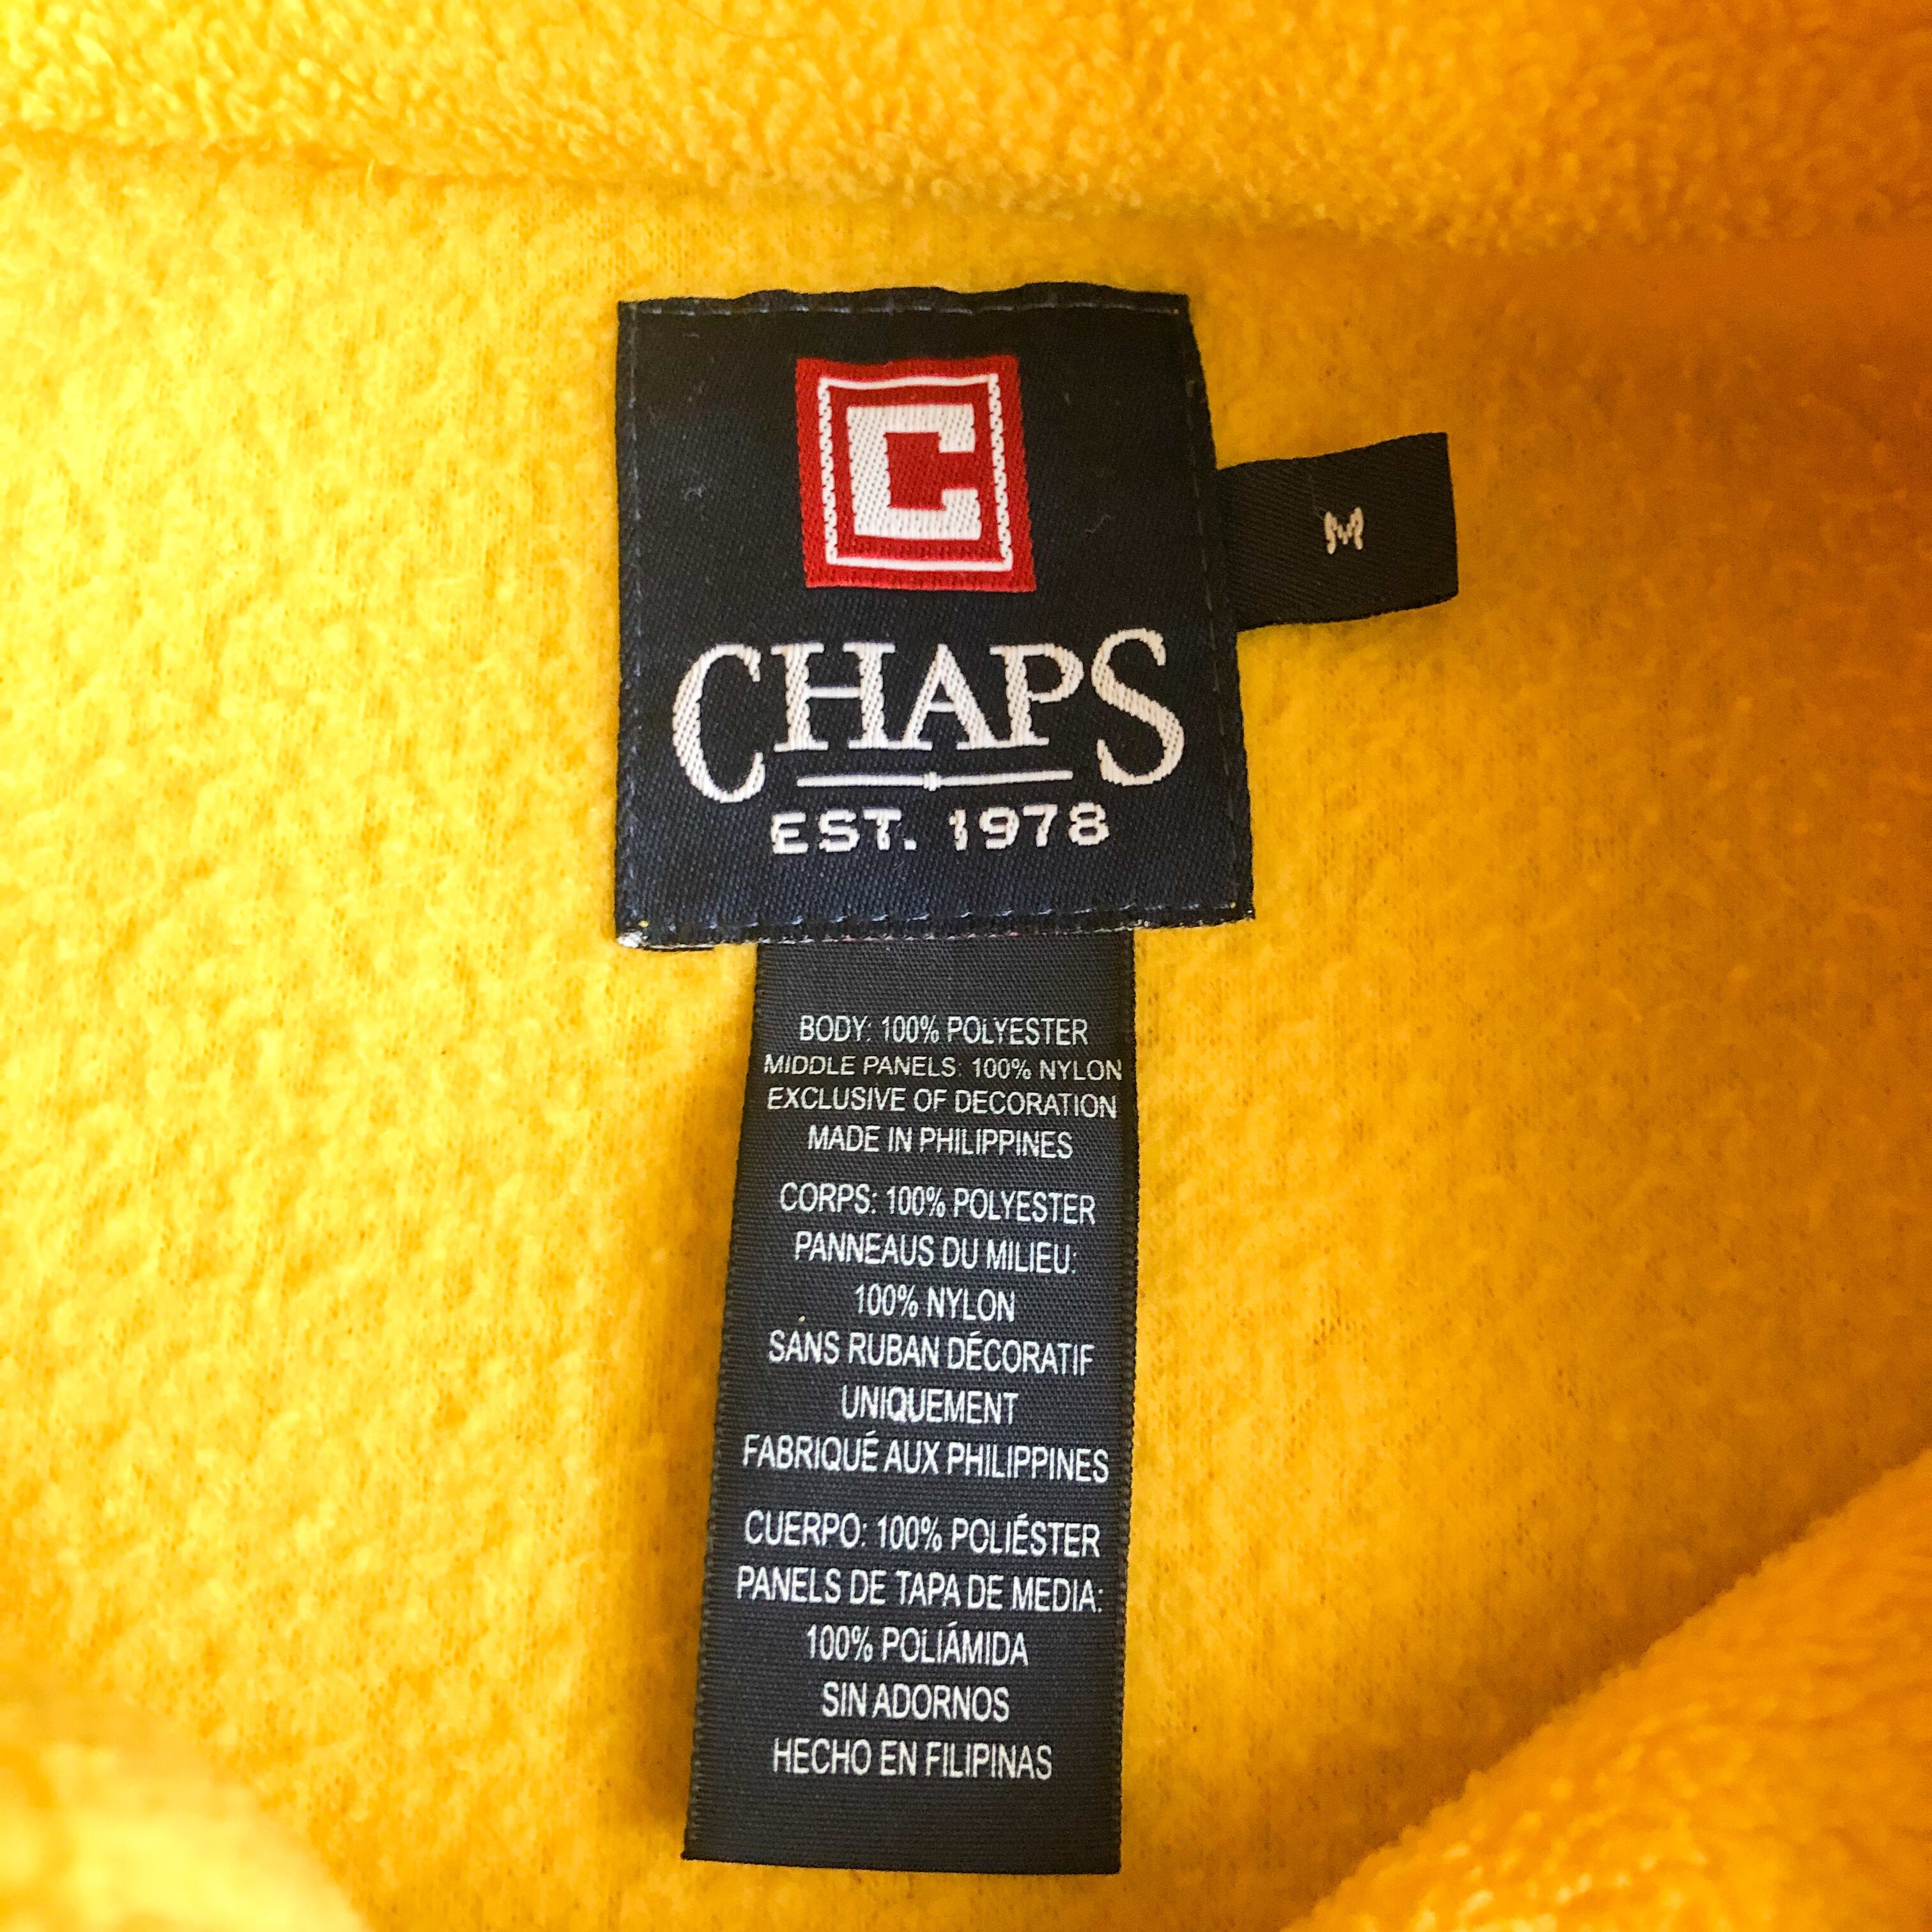 C
CHAPS
EST. 1978
M
BODY: 100% POLYESTER
MIDDLE PANELS: 100% NYLON
EXCLUSIVE OF DECORATION
MADE IN PHILIPPINES
CORPS: 100% POLYESTER
PANNEAUS DU MILIEU:
100% NYLON
SANS RUBAN DÉCORATIF
UNIQUEMENT
FABRIQUÉ AUX PHILIPPINES
CUERPO: 100% POLIÉSTER
PANELS DE TAPA DE MEDIA:
100% POLIÁMIDA
SIN ADORNOS
HECHO EN FILIPINAS